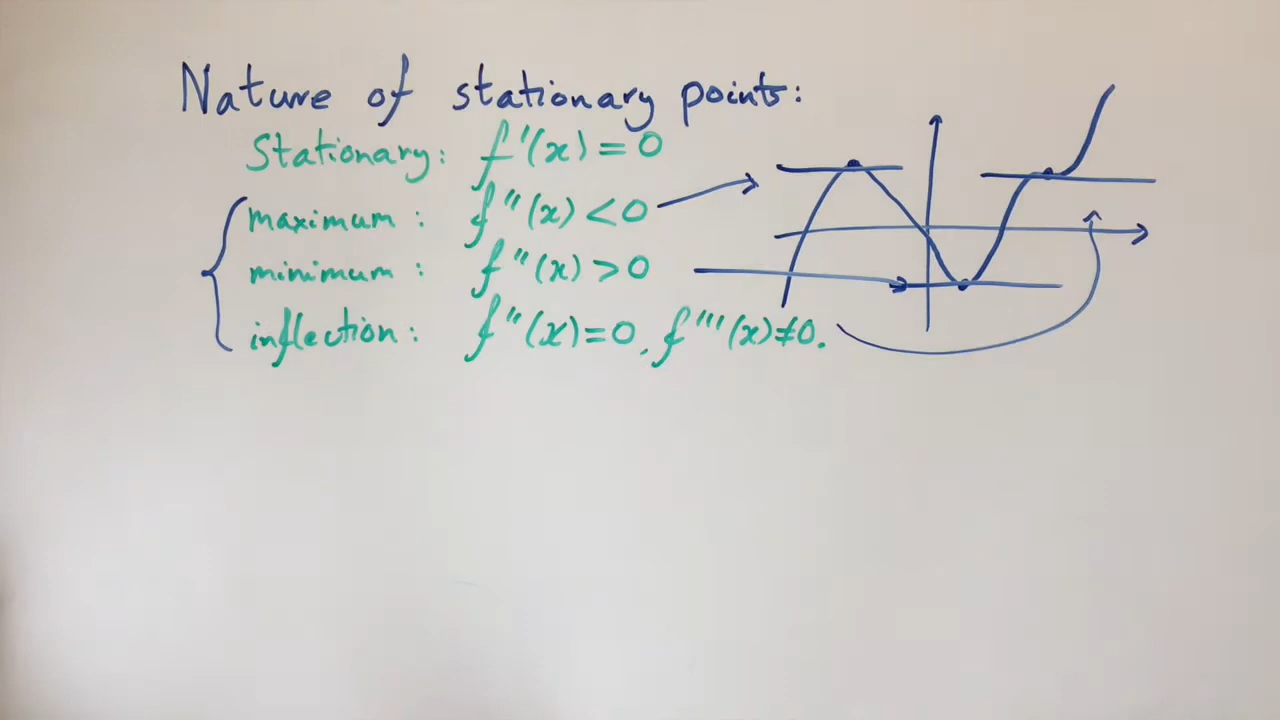 Nature of stationary points:
Stationary: f'(x) = 0
maximum : f''(x) < 0
minimum : f''(x) > 0
inflection : f''(x) = 0, f'''(x) ≠ 0.